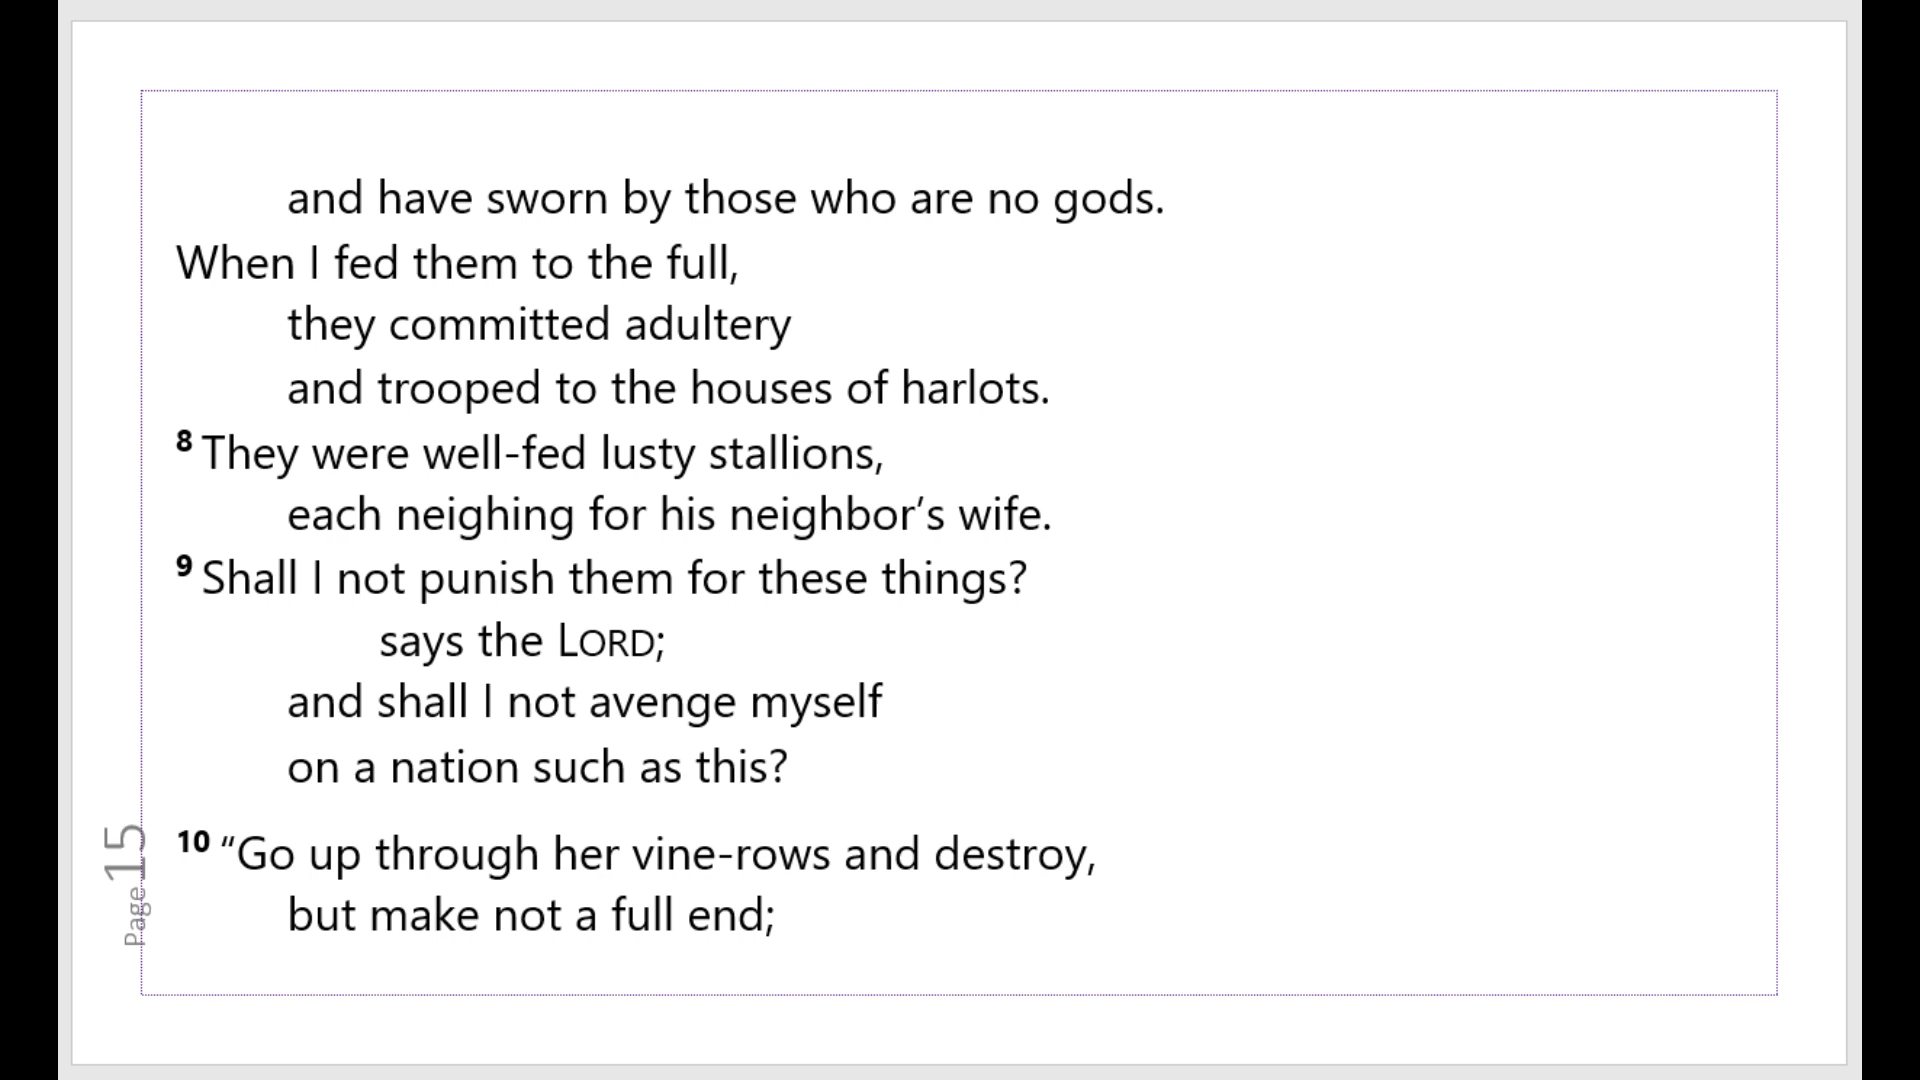 and have sworn by those who are no gods.
When I fed them to the full,
they committed adultery
and trooped to the houses of harlots.
8 They were well-fed lusty stallions,
each neighing for his neighbor’s wife.
9 Shall I not punish them for these things?
says the LORD;
and shall I not avenge myself
on a nation such as this?
10 “Go up through her vine-rows and destroy,
but make not a full end;
Page 15